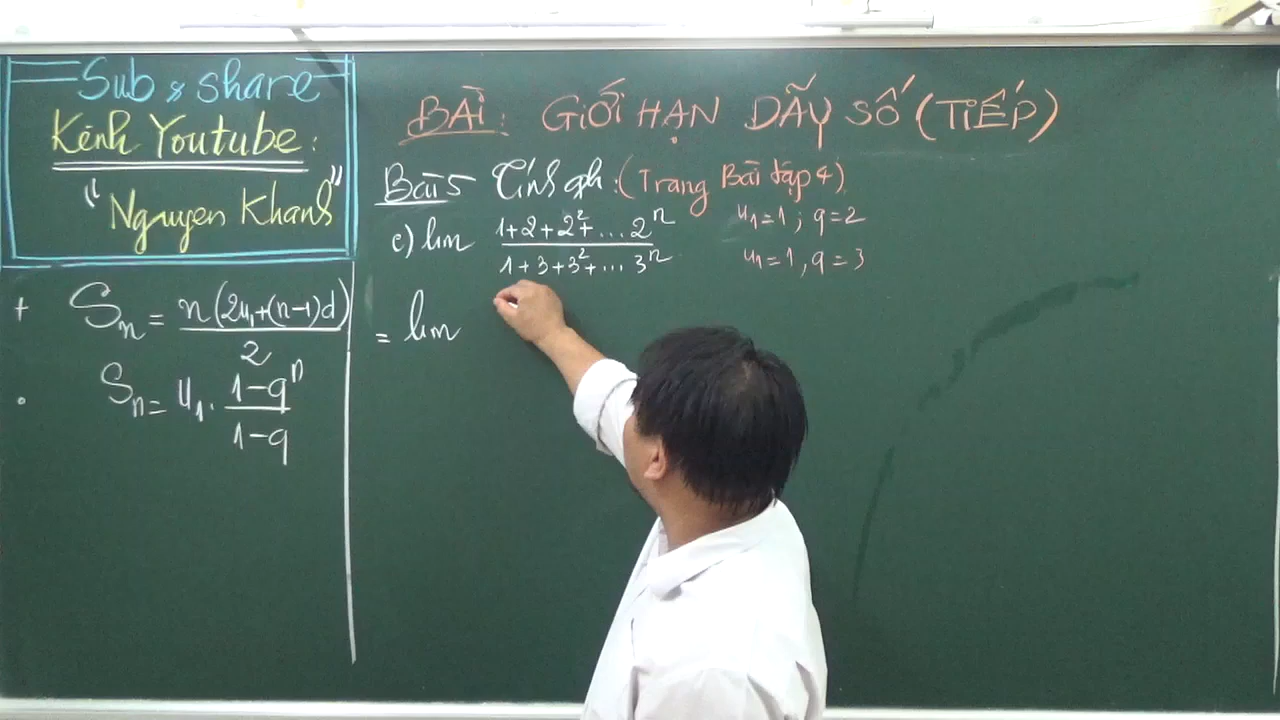 Sub & share
Kênh Youtube:
"Nguyen Khanh"
+ Sₙ = n(2u₁+(n-1)d) / 2
• Sₙ = u₁. (1-qⁿ) / (1-q)
BÀI: GIỚI HẠN DÃY SỐ (TIẾP)
Bài 5 Tính gh: (Trang Bài tập 4)
c) lim (1+2+2²+...2ⁿ) / (1+3+3²+...3ⁿ)
u₁=1; q=2
u₁=1, q=3
= lim